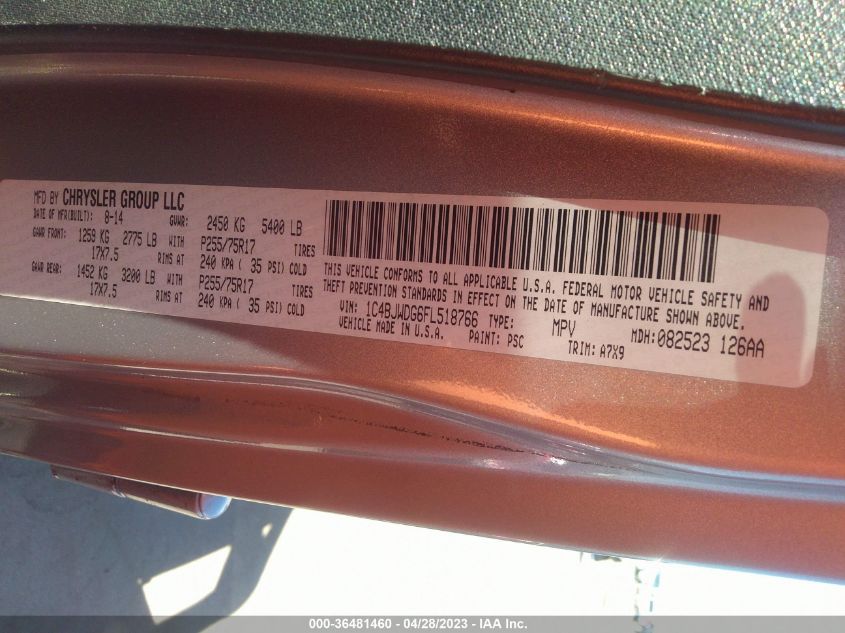 MFD BY CHRYSLER GROUP LLC
DATE OF MFR(BUILT): 8-14 GVWR: 2450 KG 5400 LB
GAWR FRONT: 1259 KG 2775 LB WITH P255/75R17 TIRES
17X7.5 RIMS AT 240 KPA ( 35 PSI) COLD
GAWR REAR: 1452 KG 3200 LB WITH P255/75R17 TIRES
17X7.5 RIMS AT 240 KPA ( 35 PSI) COLD
THIS VEHICLE CONFORMS TO ALL APPLICABLE U.S.A. FEDERAL MOTOR VEHICLE SAFETY AND
THEFT PREVENTION STANDARDS IN EFFECT ON THE DATE OF MANUFACTURE SHOWN ABOVE.
VIN: 1C4BJWDG6FL518766 TYPE: MPV MDH:082523 126AA
VEHICLE MADE IN U.S.A. PAINT: PSC TRIM: A7X9
000-36481460 - 04/28/2023 - IAA Inc.